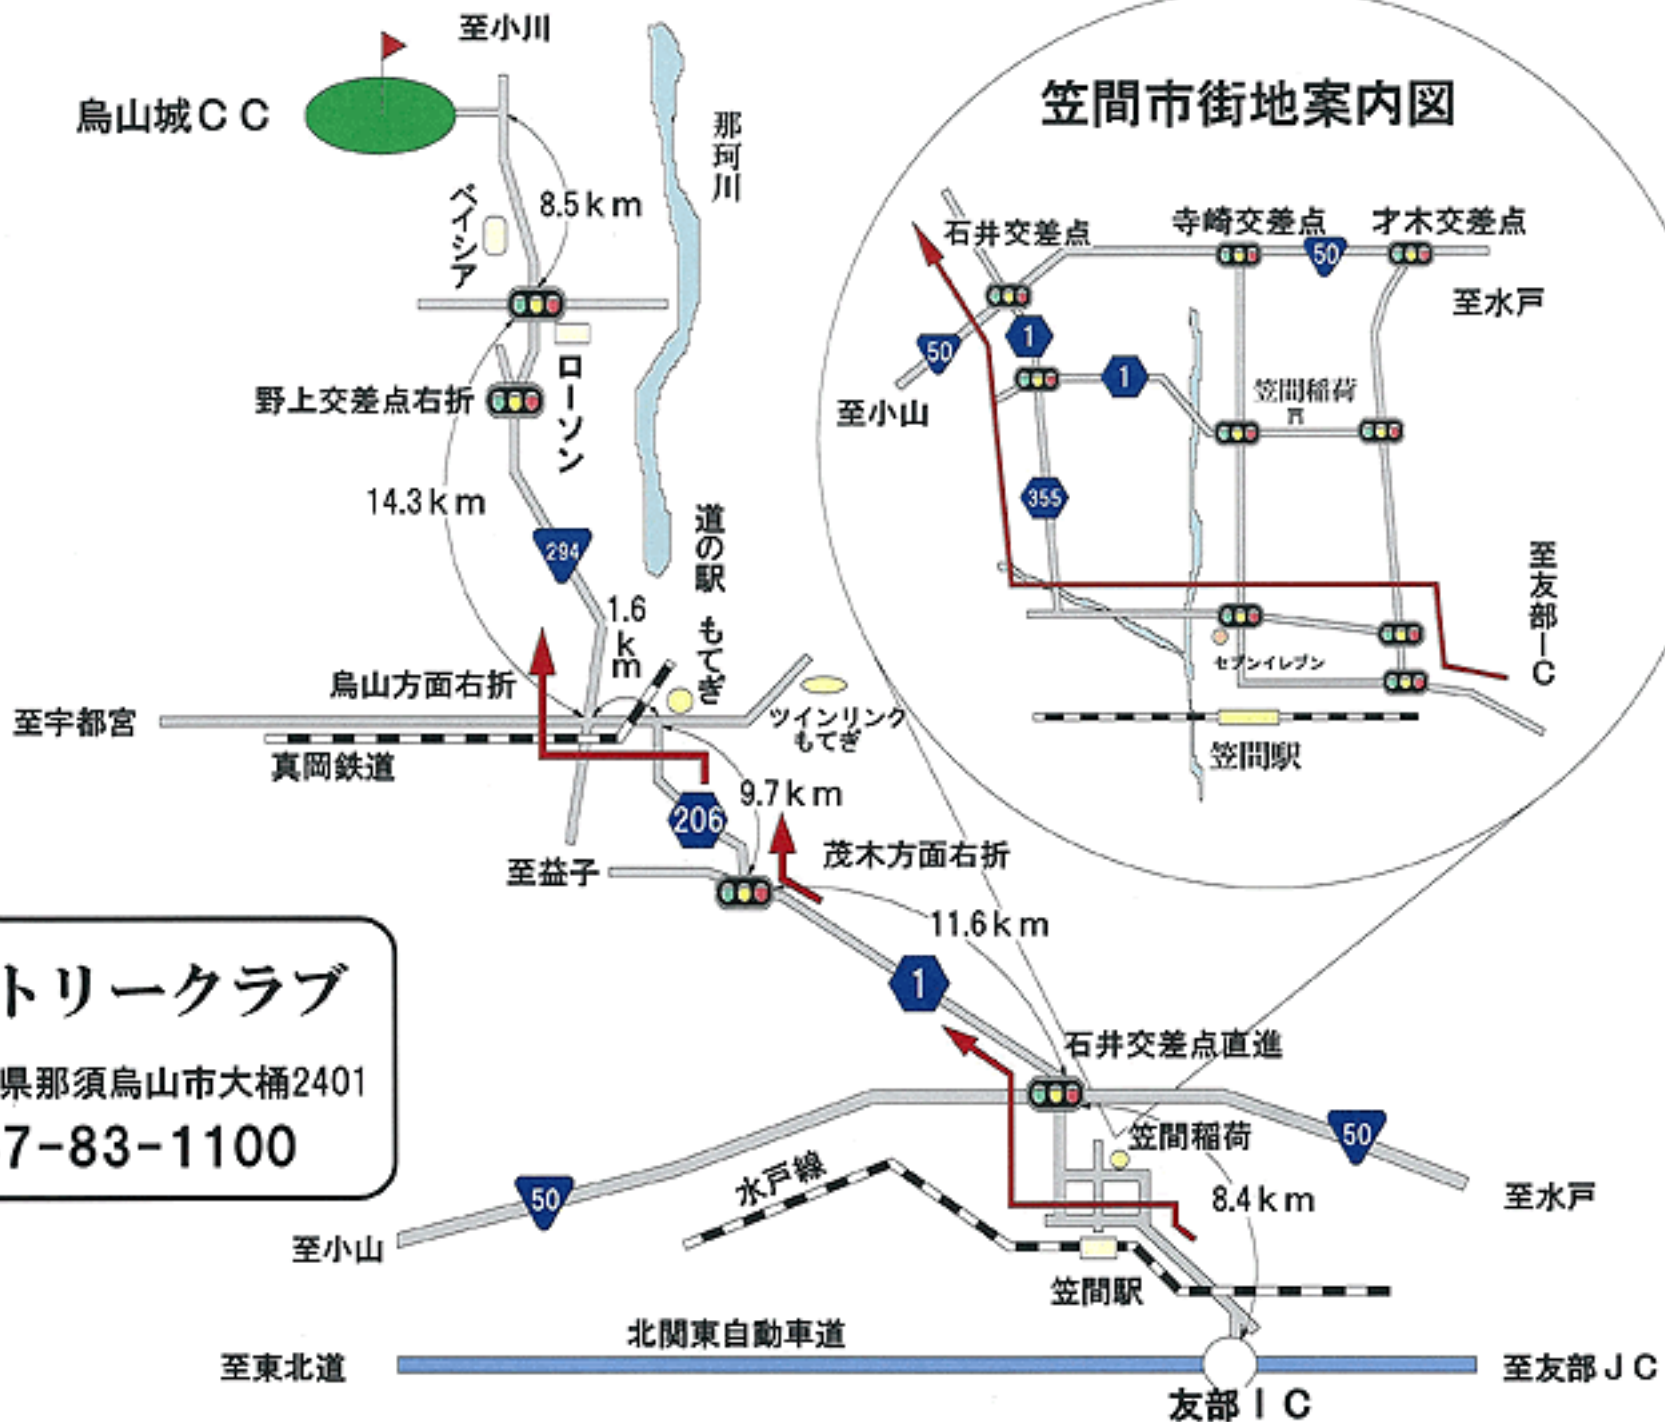 至小川
烏山城ＣＣ
那珂川
8.5ｋｍ
ベイシア
ローソン
野上交差点右折
14.3ｋｍ
294
道の駅 もてぎ
1.6ｋｍ
烏山方面右折
至宇都宮
真岡鉄道
ツインリンク
もてぎ
9.7ｋｍ
206
至益子
茂木方面右折
11.6ｋｍ
1
石井交差点直進
笠間稲荷
50
至水戸
8.4ｋｍ
水戸線
50
至小山
笠間駅
北関東自動車道
至東北道
至友部ＪＣ
友部ＩＣ
笠間市街地案内図
石井交差点
寺崎交差点
才木交差点
50
至水戸
50
1
1
至小山
笠間稲荷
355
至友部ＩＣ
セブンイレブン
笠間駅
トリークラブ
県那須烏山市大桶2401
7-83-1100